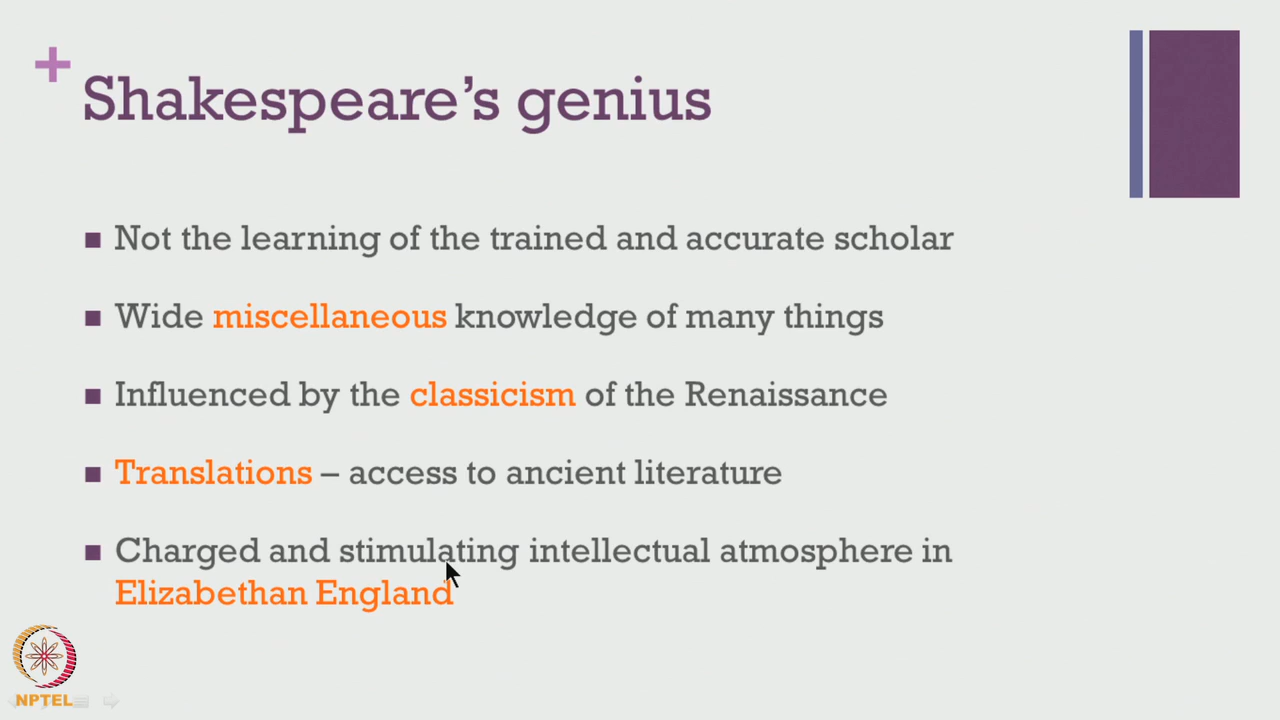 +
Shakespeare's genius
Not the learning of the trained and accurate scholar
Wide miscellaneous knowledge of many things
Influenced by the classicism of the Renaissance
Translations – access to ancient literature
Charged and stimulating intellectual atmosphere in
Elizabethan England
NPTEL